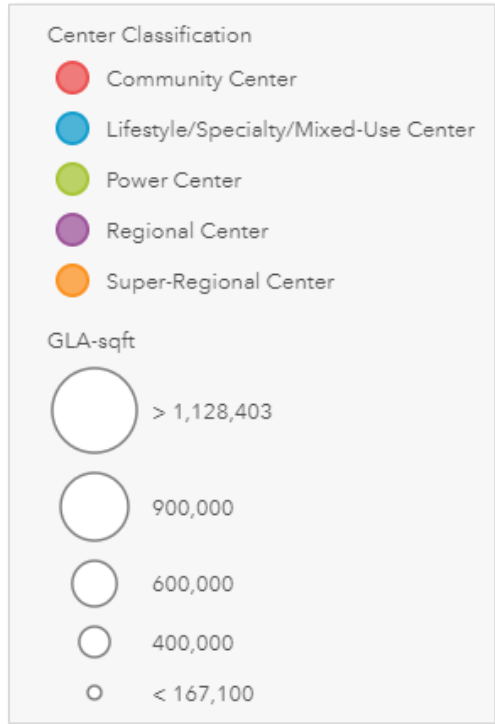 Center Classification
Community Center
Lifestyle/Specialty/Mixed-Use Center
Power Center
Regional Center
Super-Regional Center
GLA-sqft
> 1,128,403
900,000
600,000
400,000
< 167,100